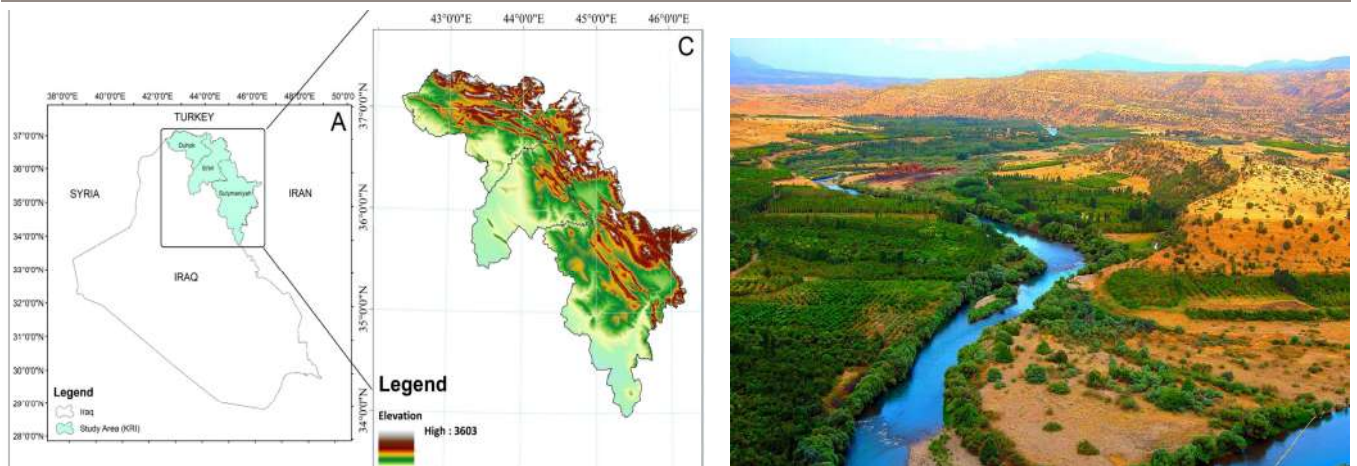 43°0'0"E 44°0'0"E 45°0'0"E 46°0'0"E
C
38°0'0"E 40°0'0"E 42°0'0"E 44°0'0"E 46°0'0"E 48°0'0"E 50°0'0"E
TURKEY
A
37°0'0"N
36°0'0"N
35°0'0"N
34°0'0"N
33°0'0"N
32°0'0"N
31°0'0"N
30°0'0"N
29°0'0"N
28°0'0"N
Duhok
Erbil
Sulymaniyah
SYRIA
IRAN
IRAQ
Legend
Iraq
Study Area (KRI)
37°0'0"N
36°0'0"N
35°0'0"N
34°0'0"N
Legend
Elevation
High : 3603